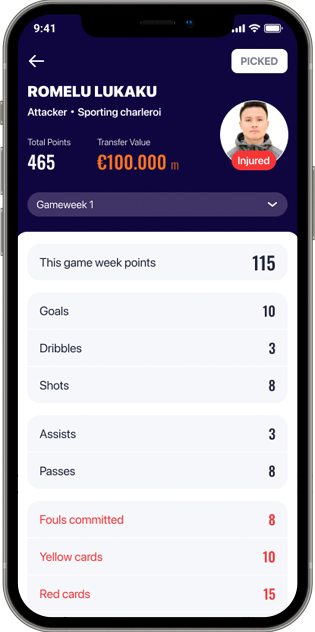 9:41
PICKED
ROMELU LUKAKU
Attacker • Sporting charleroi
Total Points Transfer Value
465 €100.000 m
Injured
Gameweek 1
This game week points 115
Goals 10
Dribbles 3
Shots 8
Assists 3
Passes 8
Fouls committed 8
Yellow cards 10
Red cards 15